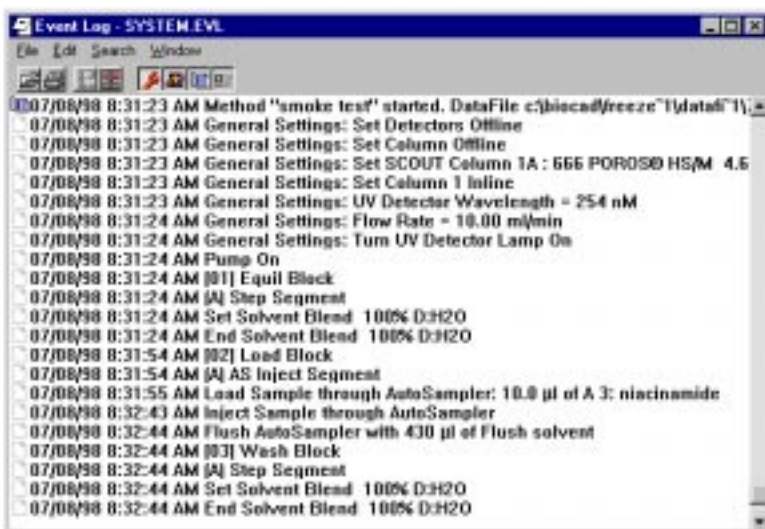 Event Log - SYSTEM.EVL
File Edit Search Window
07/08/98 8:31:23 AM Method "smoke test" started. DataFile c:\biocad\freeze~1\datafi~1\
07/08/98 8:31:23 AM General Settings: Set Detectors Offline
07/08/98 8:31:23 AM General Settings: Set Column Offline
07/08/98 8:31:23 AM General Settings: Set SCOUT Column 1A : 666 POROS® HS/M 4.6
07/08/98 8:31:23 AM General Settings: Set Column 1 Inline
07/08/98 8:31:23 AM General Settings: UV Detector Wavelength = 254 nM
07/08/98 8:31:24 AM General Settings: Flow Rate = 10.00 ml/min
07/08/98 8:31:24 AM General Settings: Turn UV Detector Lamp On
07/08/98 8:31:24 AM Pump On
07/08/98 8:31:24 AM [01] Equil Block
07/08/98 8:31:24 AM [A] Step Segment
07/08/98 8:31:24 AM Set Solvent Blend 100% D:H2O
07/08/98 8:31:24 AM End Solvent Blend 100% D:H2O
07/08/98 8:31:54 AM [02] Load Block
07/08/98 8:31:54 AM [A] AS Inject Segment
07/08/98 8:31:55 AM Load Sample through AutoSampler: 10.0 µl of A 3: niacinamide
07/08/98 8:32:43 AM Inject Sample through AutoSampler
07/08/98 8:32:44 AM Flush AutoSampler with 430 µl of Flush solvent
07/08/98 8:32:44 AM [03] Wash Block
07/08/98 8:32:44 AM [A] Step Segment
07/08/98 8:32:44 AM Set Solvent Blend 100% D:H2O
07/08/98 8:32:44 AM End Solvent Blend 100% D:H2O